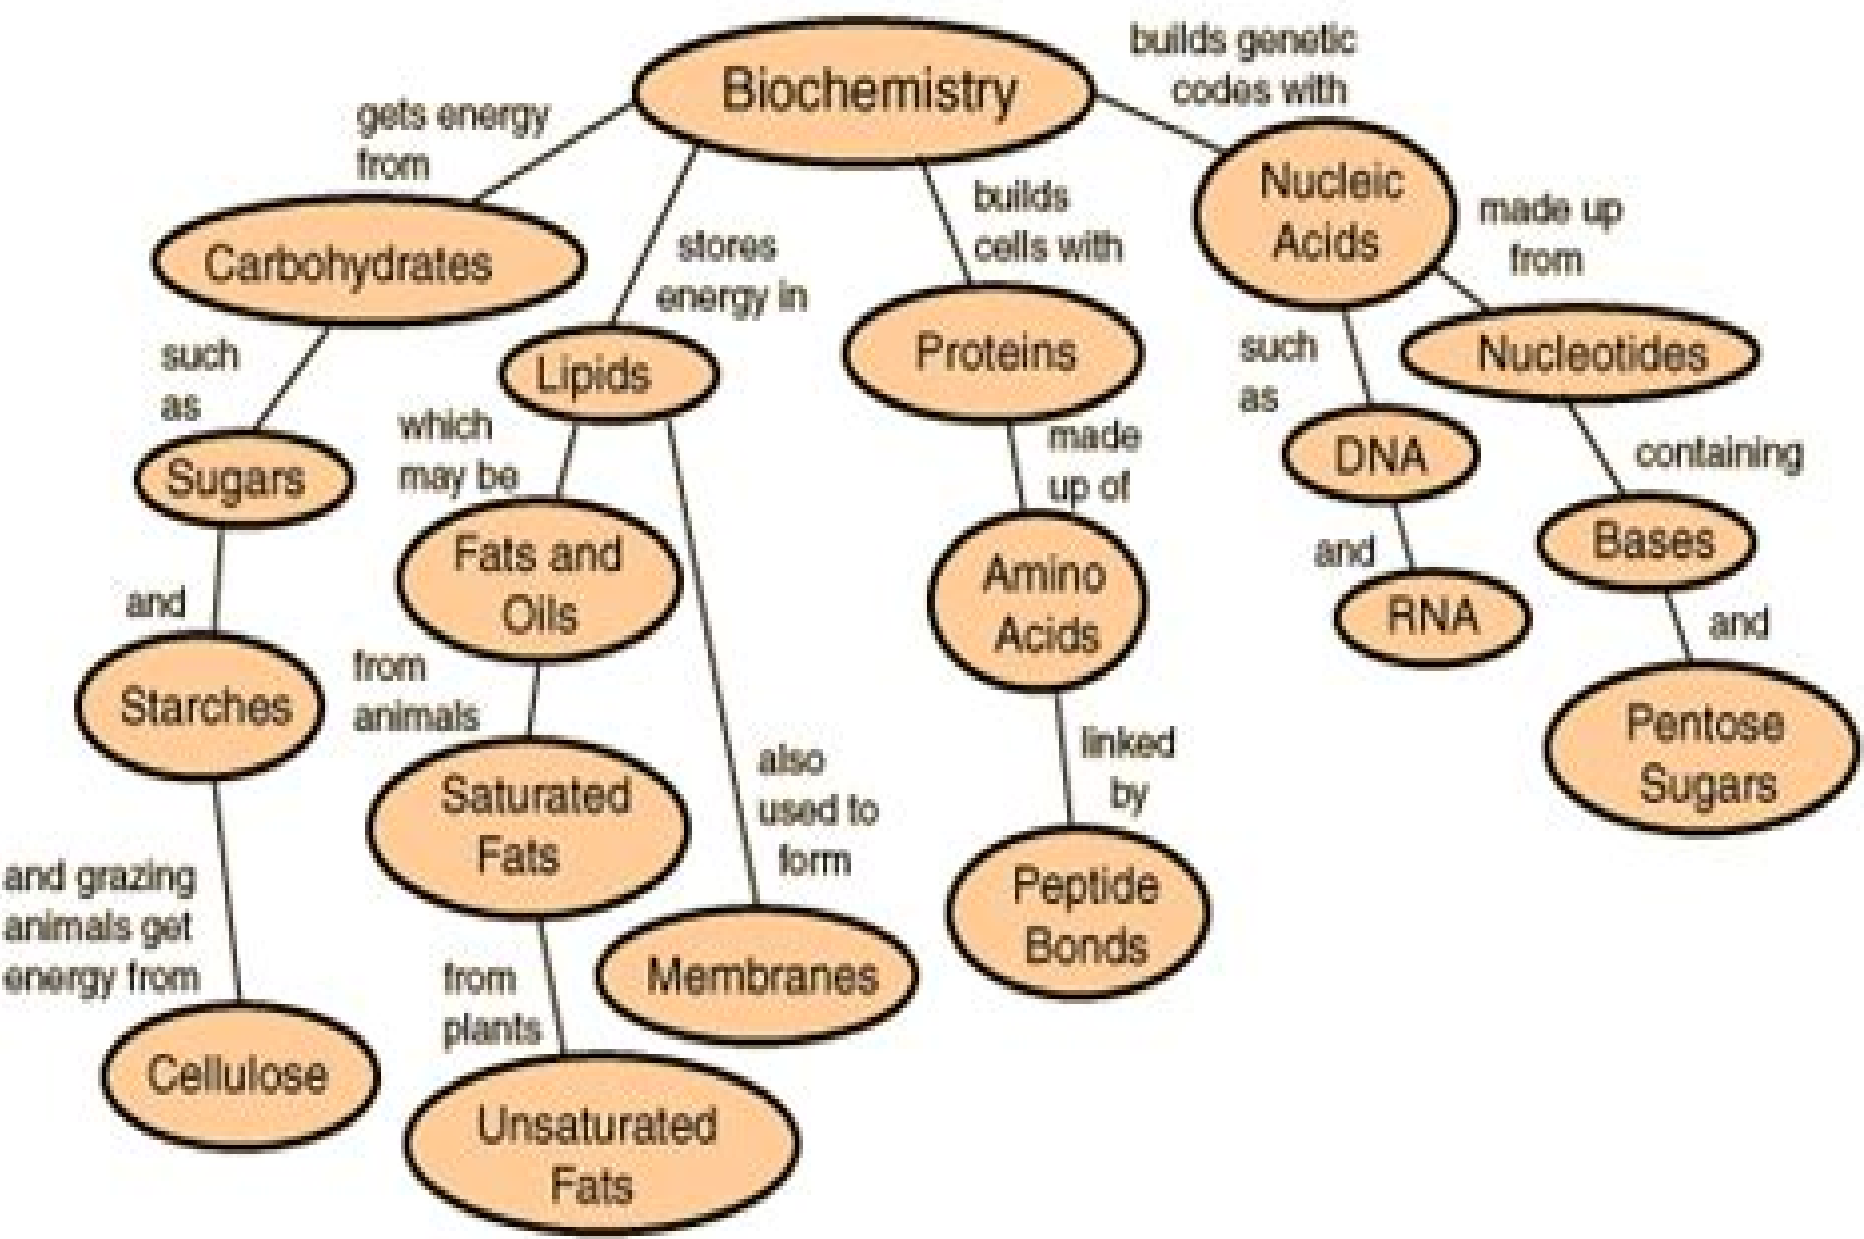 Biochemistry
builds genetic
codes with
gets energy
from
Nucleic
Acids
made up
from
builds
cells with
stores
energy in
Carbohydrates
such
as
Lipids
Proteins
such
as
Nucleotides
which
may be
made
up of
DNA
containing
Sugars
Fats and
Oils
Amino
Acids
and
Bases
and
RNA
and
Starches
from
animals
linked
by
Pentose
Sugars
also
used to
form
Saturated
Fats
and grazing
animals get
energy from
Peptide
Bonds
from
plants
Membranes
Cellulose
Unsaturated
Fats